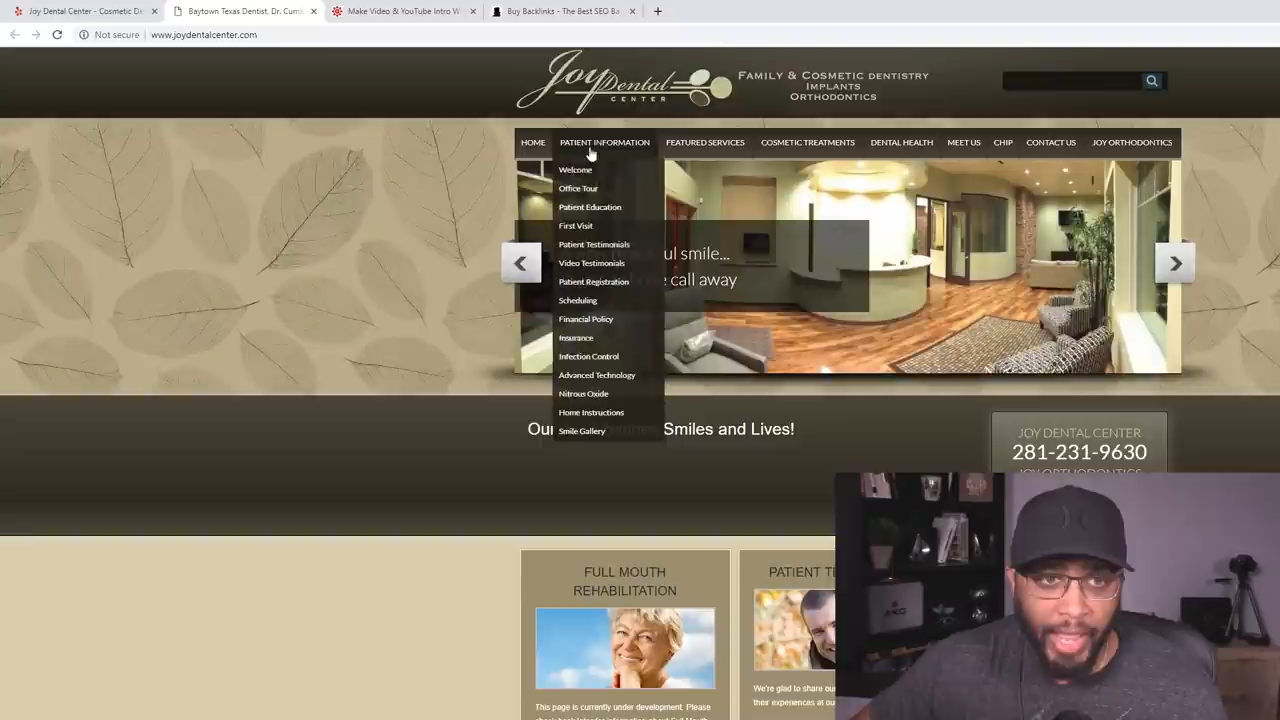 Joy Dental Center - Cosmetic De
Baytown Texas Dentist, Dr. Cumi
Make Video & YouTube Intro W
Buy Backlinks - The Best SEO Ba
Not secure | www.joydentalcenter.com
Joy Dental
CENTER
FAMILY & COSMETIC DENTISTRY
IMPLANTS
ORTHODONTICS
HOME PATIENT INFORMATION FEATURED SERVICES COSMETIC TREATMENTS DENTAL HEALTH MEET US CHIP CONTACT US JOY ORTHODONTICS
Welcome
Office Tour
Patient Education
First Visit
Patient Testimonials
Video Testimonials
Patient Registration
Scheduling
Financial Policy
Insurance
Infection Control
Advanced Technology
Nitrous Oxide
Home Instructions
Smile Gallery
smile...
call away
Our
Smiles and Lives!
JOY DENTAL CENTER
281-231-9630
JOY ORTHODONTICS
FULL MOUTH
REHABILITATION
This page is currently under development. Please
PATIENT TE
We're glad to share our
their experiences at ou